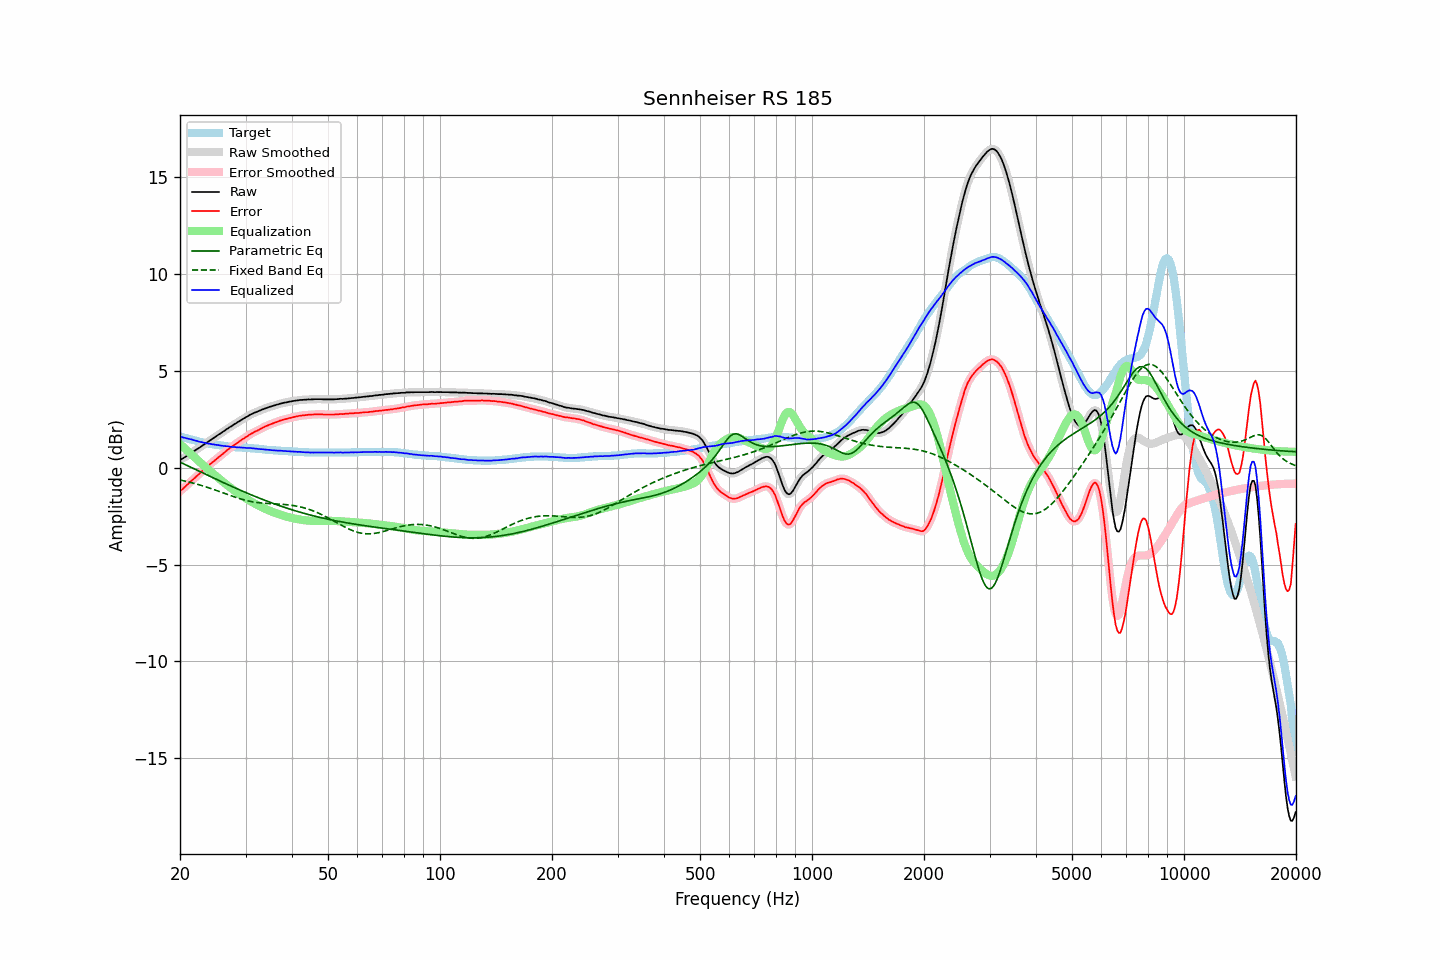 Sennheiser RS 185
Target
Raw Smoothed
Error Smoothed
Raw
Error
Equalization
Parametric Eq
Fixed Band Eq
Equalized
Amplitude (dBr)
15
10
5
0
−5
−10
−15
20 50 100 200 500 1000 2000 5000 10000 20000
Frequency (Hz)